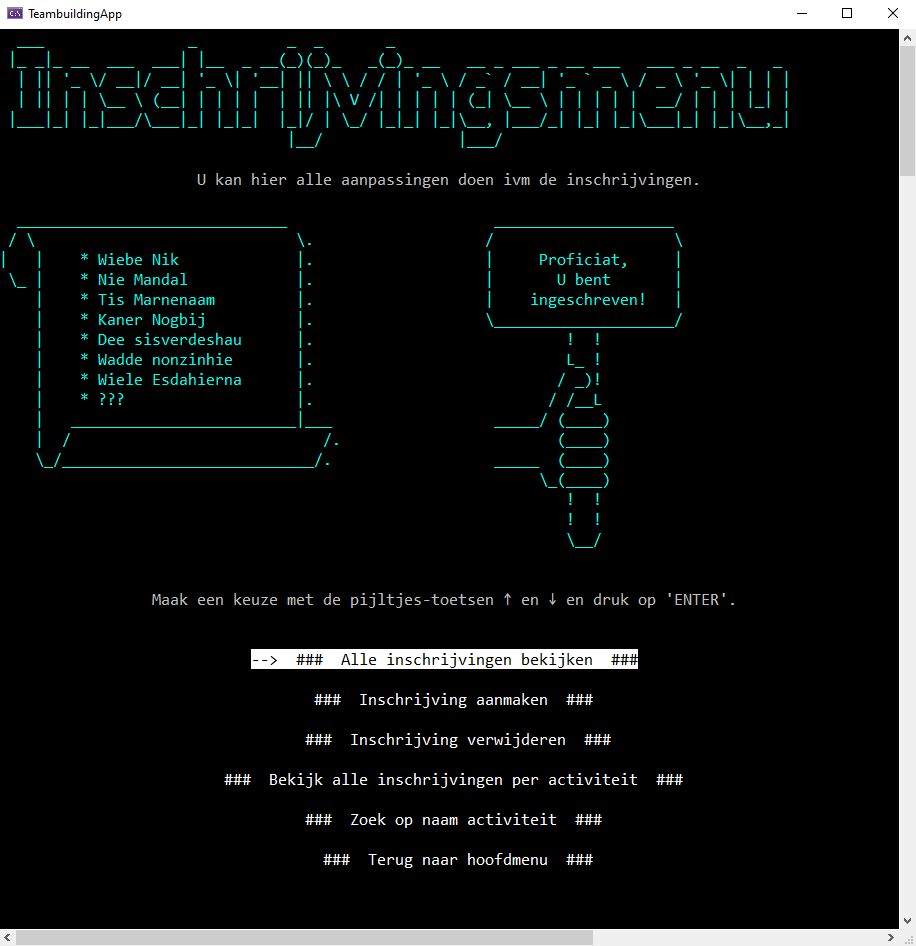 TeambuildingApp
Inschrijvingsmenu
U kan hier alle aanpassingen doen ivm de inschrijvingen.
* Wiebe Nik
* Nie Mandal
* Tis Marnenaam
* Kaner Nogbij
* Dee sisverdeshau
* Wadde nonzinhie
* Wiele Esdahierna
* ???
Proficiat,
U bent
ingeschreven!
Maak een keuze met de pijltjes-toetsen ↑ en ↓ en druk op 'ENTER'.
--> ### Alle inschrijvingen bekijken ###
### Inschrijving aanmaken ###
### Inschrijving verwijderen ###
### Bekijk alle inschrijvingen per activiteit ###
### Zoek op naam activiteit ###
### Terug naar hoofdmenu ###